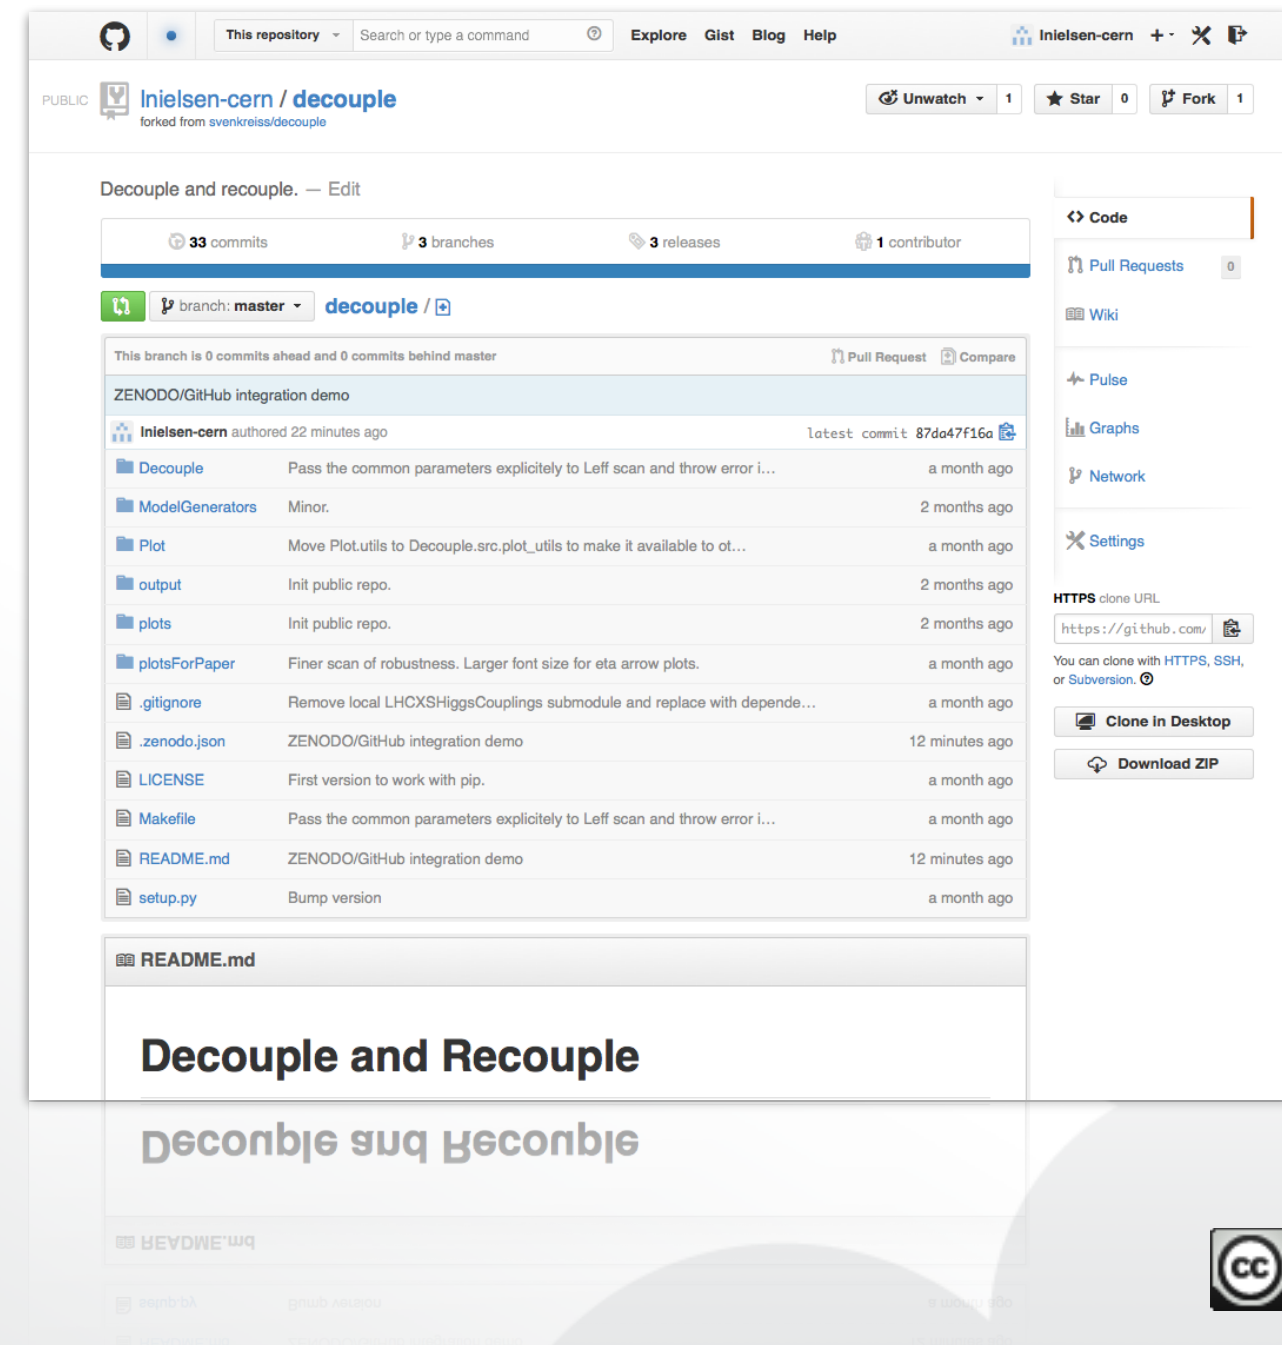 This repository Search or type a command Explore Gist Blog Help lnielsen-cern
PUBLIC lnielsen-cern / decouple Unwatch 1 Star 0 Fork 1
forked from svenkreiss/decouple
Decouple and recouple. — Edit
33 commits 3 branches 3 releases 1 contributor
branch: master decouple /
This branch is 0 commits ahead and 0 commits behind master Pull Request Compare
ZENODO/GitHub integration demo
lnielsen-cern authored 22 minutes ago latest commit 87da47f16a
Decouple Pass the common parameters explicitely to Leff scan and throw error i… a month ago
ModelGenerators Minor. 2 months ago
Plot Move Plot.utils to Decouple.src.plot_utils to make it available to ot… a month ago
output Init public repo. 2 months ago
plots Init public repo. 2 months ago
plotsForPaper Finer scan of robustness. Larger font size for eta arrow plots. a month ago
.gitignore Remove local LHCXSHiggsCouplings submodule and replace with depende… a month ago
.zenodo.json ZENODO/GitHub integration demo 12 minutes ago
LICENSE First version to work with pip. a month ago
Makefile Pass the common parameters explicitely to Leff scan and throw error i… a month ago
README.md ZENODO/GitHub integration demo 12 minutes ago
setup.py Bump version a month ago
README.md
Decouple and Recouple
Code
Pull Requests 0
Wiki
Pulse
Graphs
Network
Settings
HTTPS clone URL
https://github.com/
You can clone with HTTPS, SSH,
or Subversion.
Clone in Desktop
Download ZIP
cc